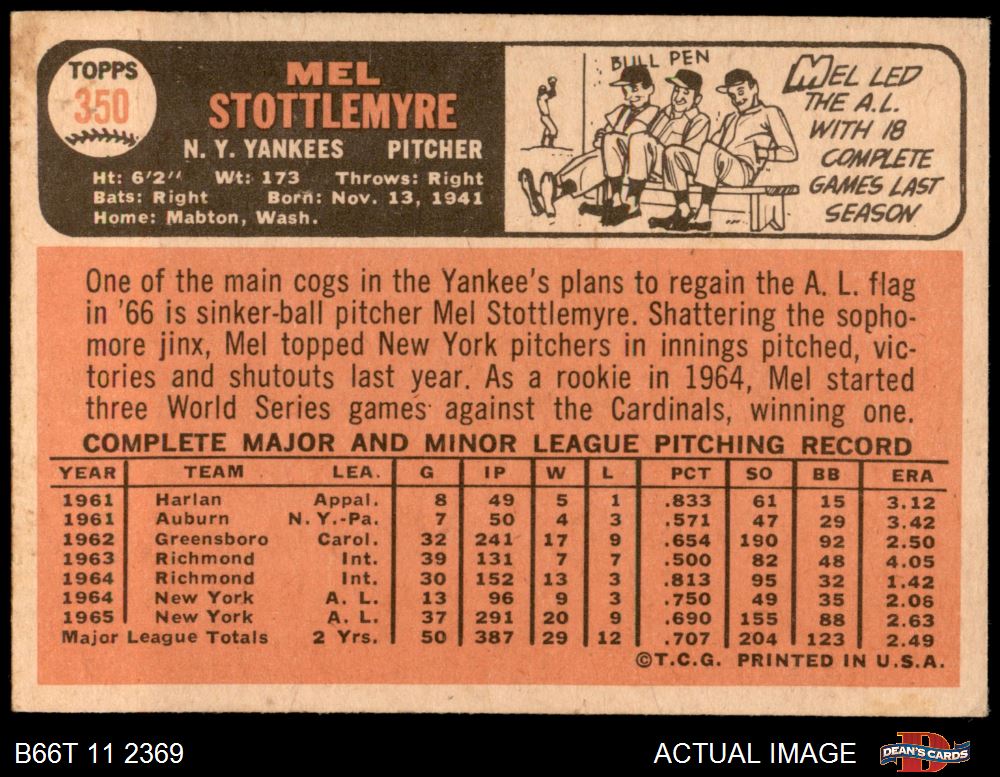 TOPPS
350
MEL
STOTTLEMYRE
N. Y. YANKEES PITCHER
Ht: 6'2" Wt: 173 Throws: Right
Bats: Right Born: Nov. 13, 1941
Home: Mabton, Wash.
BULL PEN
MEL LED
THE A.L.
WITH 18
COMPLETE
GAMES LAST
SEASON
One of the main cogs in the Yankee's plans to regain the A. L. flag
in '66 is sinker-ball pitcher Mel Stottlemyre. Shattering the sopho-
more jinx, Mel topped New York pitchers in innings pitched, vic-
tories and shutouts last year. As a rookie in 1964, Mel started
three World Series games against the Cardinals, winning one.
COMPLETE MAJOR AND MINOR LEAGUE PITCHING RECORD
YEAR TEAM LEA. G IP W L PCT SO BB ERA
1961 Harlan Appal. 8 49 5 1 .833 61 15 3.12
1961 Auburn N. Y.-Pa. 7 50 4 3 .571 47 29 3.42
1962 Greensboro Carol. 32 241 17 9 .654 190 92 2.50
1963 Richmond Int. 39 131 7 7 .500 82 48 4.05
1964 Richmond Int. 30 152 13 3 .813 95 32 1.42
1964 New York A. L. 13 96 9 3 .750 49 35 2.06
1965 New York A. L. 37 291 20 9 .690 155 88 2.63
Major League Totals 2 Yrs. 50 387 29 12 .707 204 123 2.49
©T.C.G. PRINTED IN U.S.A.
B66T 11 2369 ACTUAL IMAGE DEAN'S CARDS